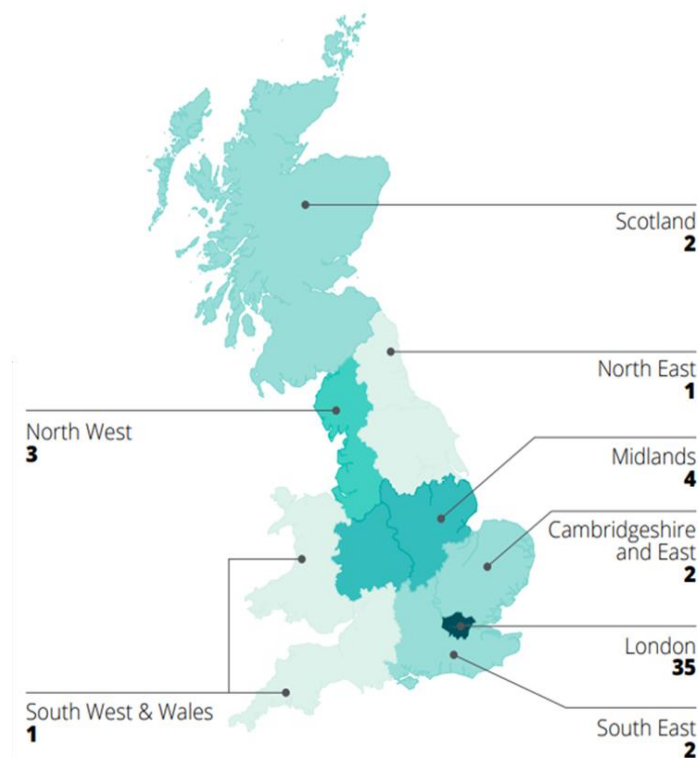 Scotland
2
North East
1
North West
3
Midlands
4
Cambridgeshire
and East
2
London
35
South West & Wales
1
South East
2